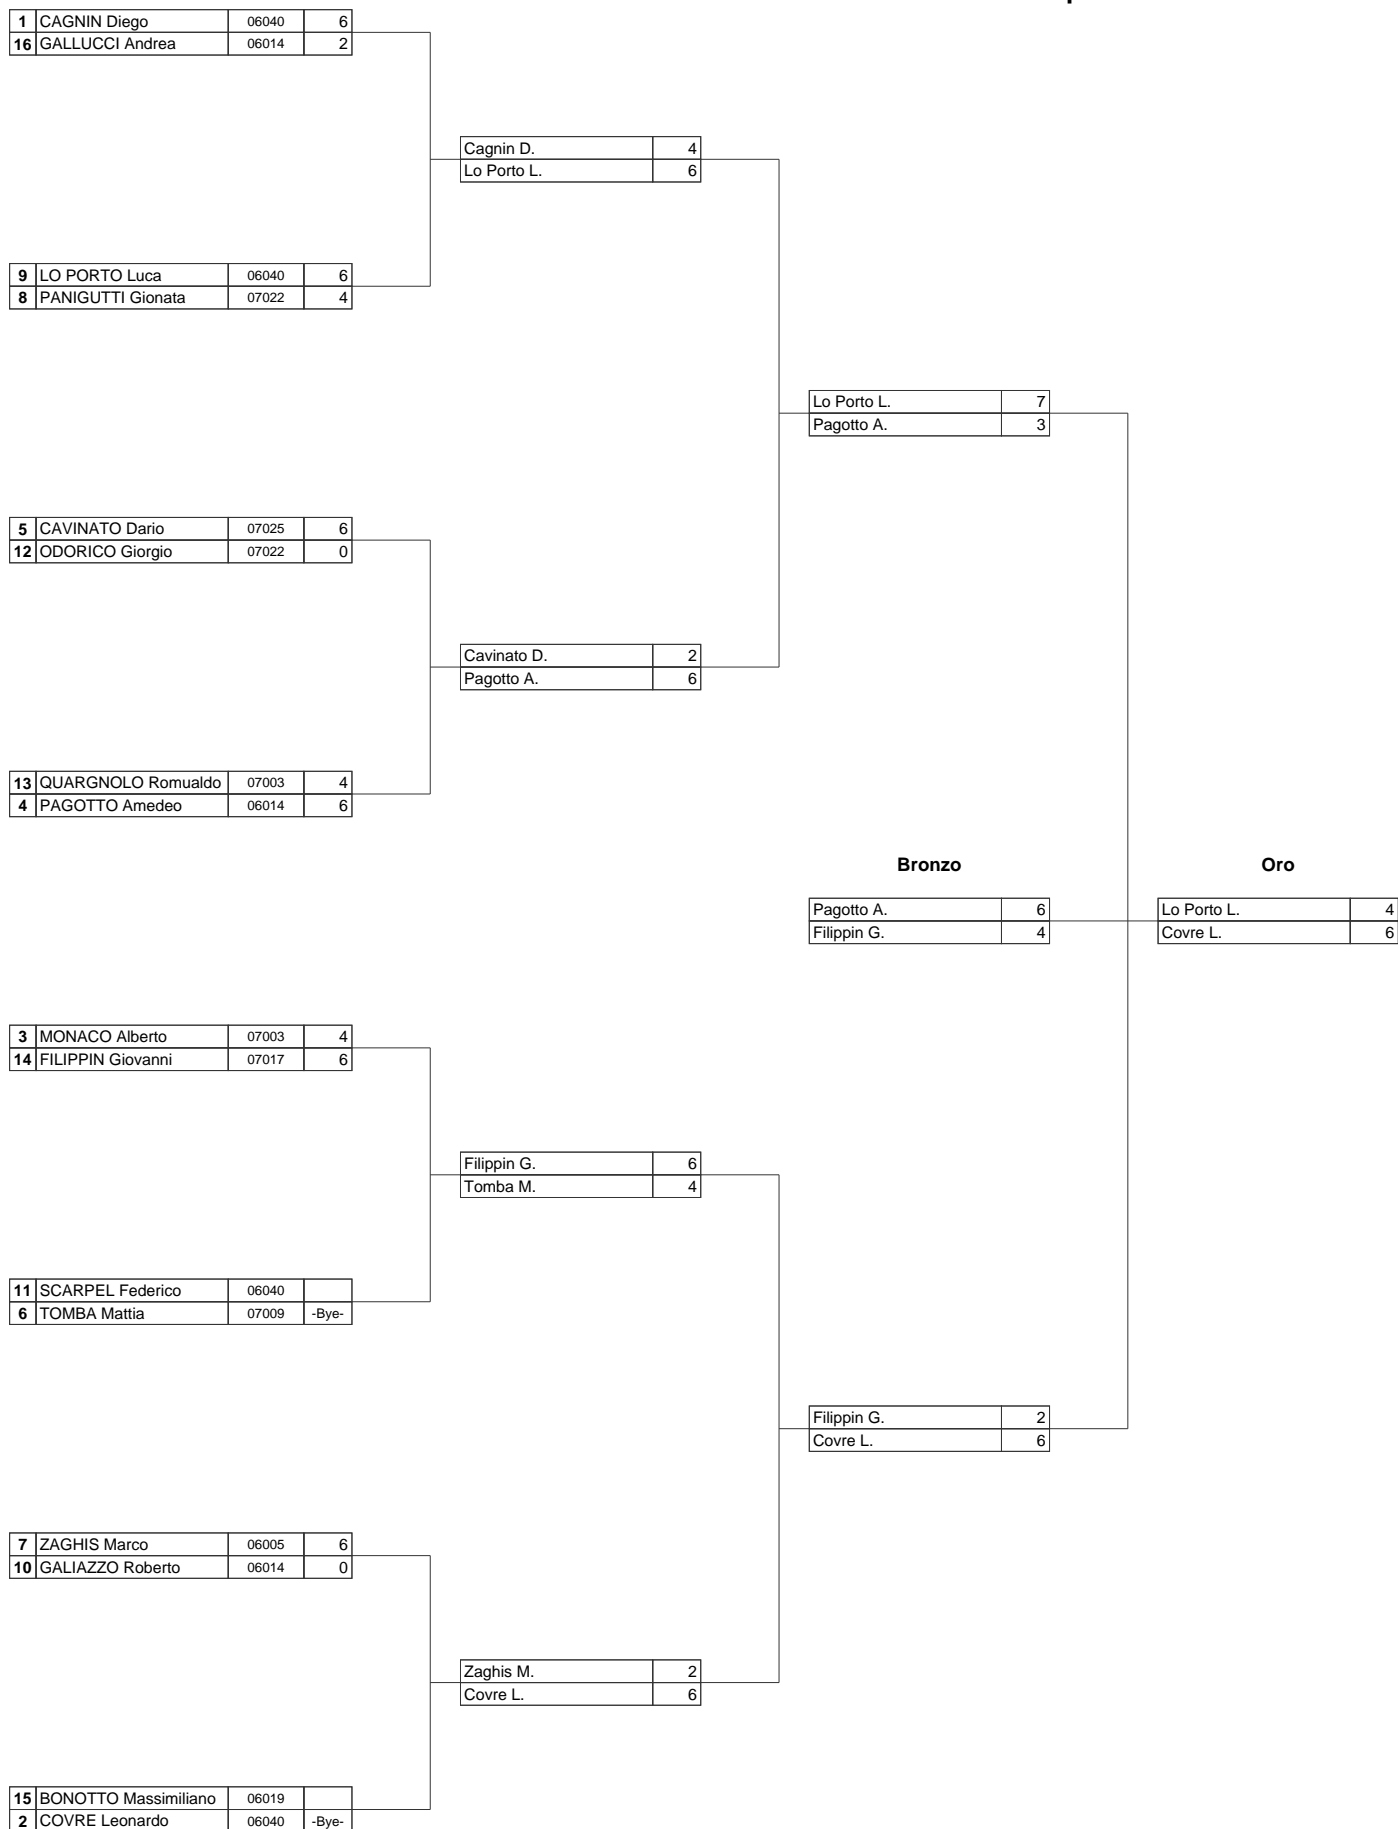 1 CAGNIN Diego 06040 6
16 GALLUCCI Andrea 06014 2
Cagnin D. 4
Lo Porto L. 6
9 LO PORTO Luca 06040 6
8 PANIGUTTI Gionata 07022 4
Lo Porto L. 7
Pagotto A. 3
5 CAVINATO Dario 07025 6
12 ODORICO Giorgio 07022 0
Cavinato D. 2
Pagotto A. 6
13 QUARGNOLO Romualdo 07003 4
4 PAGOTTO Amedeo 06014 6
Bronzo Oro
Pagotto A. 6 Lo Porto L. 4
Filippin G. 4 Covre L. 6
3 MONACO Alberto 07003 4
14 FILIPPIN Giovanni 07017 6
Filippin G. 6
Tomba M. 4
11 SCARPEL Federico 06040
6 TOMBA Mattia 07009 -Bye-
Filippin G. 2
Covre L. 6
7 ZAGHIS Marco 06005 6
10 GALIAZZO Roberto 06014 0
Zaghis M. 2
Covre L. 6
15 BONOTTO Massimiliano 06019
2 COVRE Leonardo 06040 -Bye-